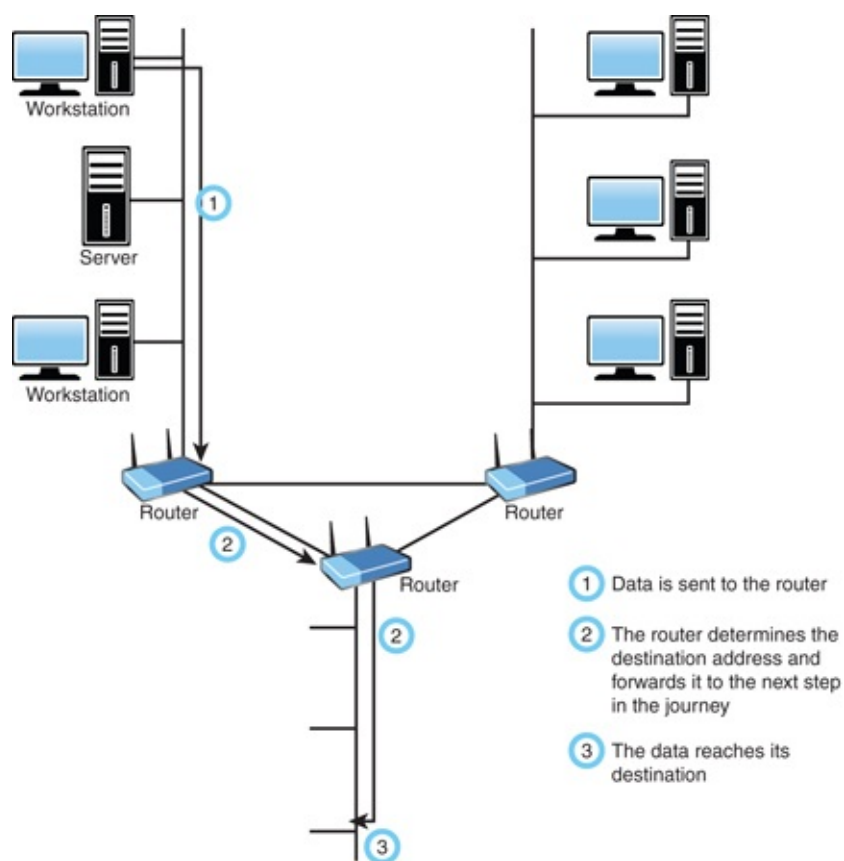 Workstation
1
Server
Workstation
Router
Router
2
Router
2
3
1 Data is sent to the router
2 The router determines the
destination address and
forwards it to the next step
in the journey
3 The data reaches its
destination